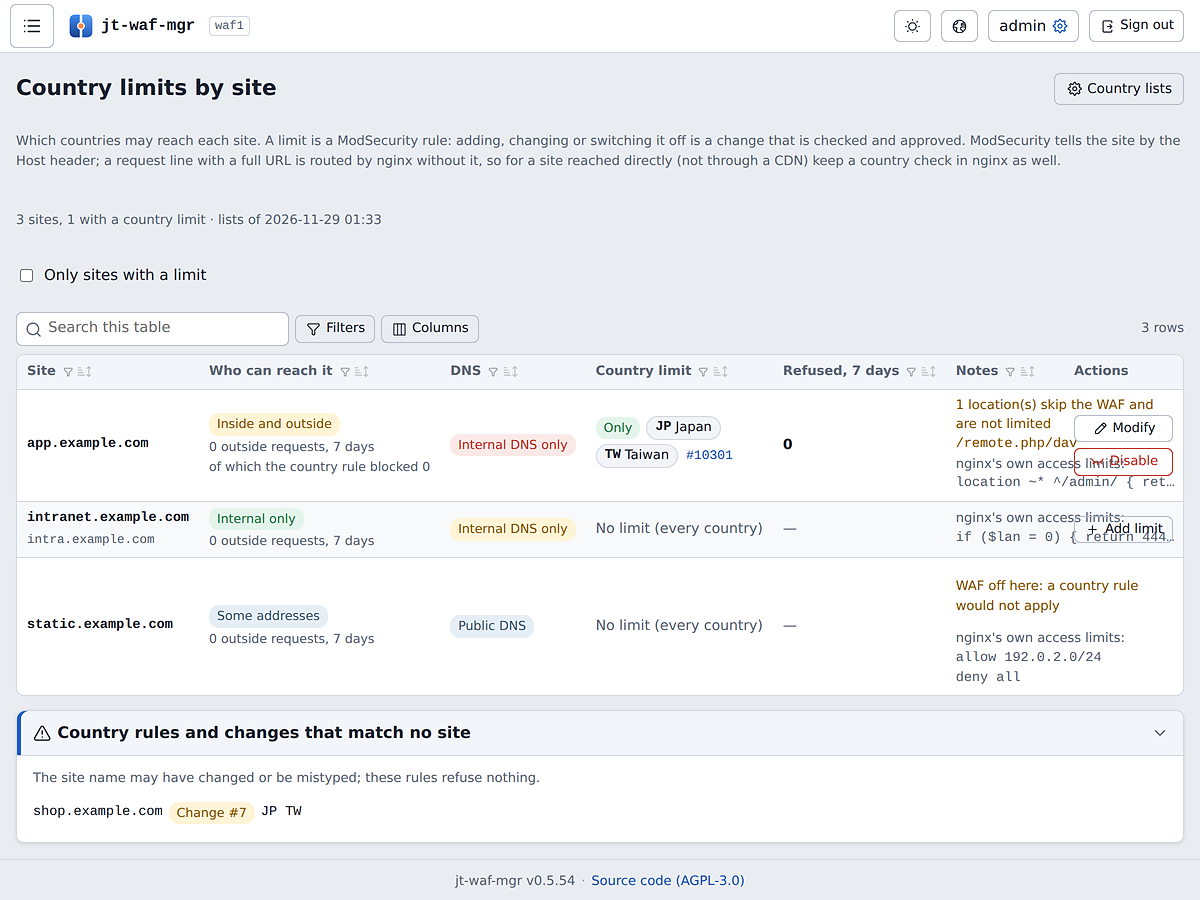 jt-waf-mgr waf1 admin Sign out
Country limits by site
Country lists
Which countries may reach each site. A limit is a ModSecurity rule: adding, changing or switching it off is a change that is checked and approved. ModSecurity tells the site by the
Host header; a request line with a full URL is routed by nginx without it, so for a site reached directly (not through a CDN) keep a country check in nginx as well.
3 sites, 1 with a country limit · lists of 2026-11-29 01:33
Only sites with a limit
Search this table Filters Columns 3 rows
Site Who can reach it DNS Country limit Refused, 7 days Notes Actions
app.example.com
Inside and outside
0 outside requests, 7 days
of which the country rule blocked 0
Internal DNS only
Only JP Japan
TW Taiwan #10301
0
1 location(s) skip the WAF and
are not limited
/remote.php/dav
nginx's own access limits:
location ~* ^/admin/ { ret…
Modify
Disable
intranet.example.com
intra.example.com
Internal only
0 outside requests, 7 days
Internal DNS only
No limit (every country)
—
nginx's own access limits:
if ($lan = 0) { return 444…
+ Add limit
static.example.com
Some addresses
0 outside requests, 7 days
Public DNS
No limit (every country)
—
WAF off here: a country rule
would not apply
nginx's own access limits:
allow 192.0.2.0/24
deny all
Country rules and changes that match no site
The site name may have changed or be mistyped; these rules refuse nothing.
shop.example.com Change #7 JP TW
jt-waf-mgr v0.5.54 · Source code (AGPL-3.0)